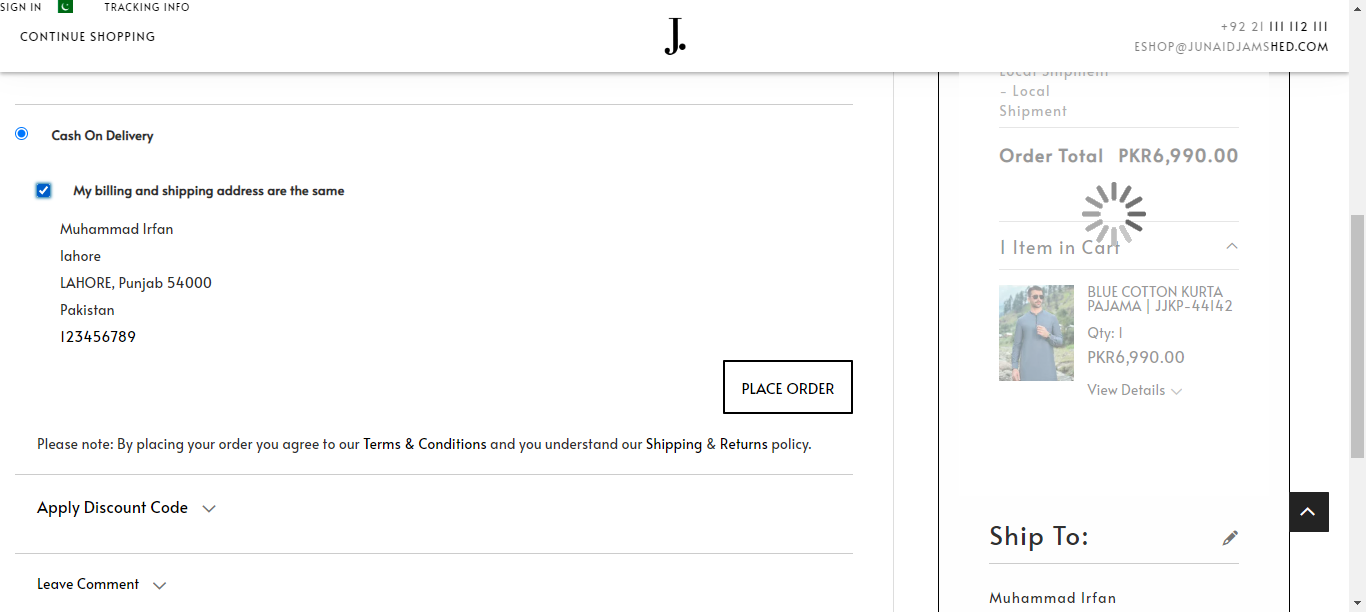 SIGN IN
TRACKING INFO
CONTINUE SHOPPING
J.
+92 21 111 112 111
ESHOP@JUNAIDJAMSHED.COM
Cash On Delivery
My billing and shipping address are the same
Muhammad Irfan
lahore
LAHORE, Punjab 54000
Pakistan
123456789
PLACE ORDER
Please note: By placing your order you agree to our Terms & Conditions and you understand our Shipping & Returns policy.
Apply Discount Code
Leave Comment
Local Shipment
- Local
Shipment
Order Total PKR6,990.00
1 Item in Cart
BLUE COTTON KURTA
PAJAMA | JJKP-44142
Qty: 1
PKR6,990.00
View Details
Ship To:
Muhammad Irfan